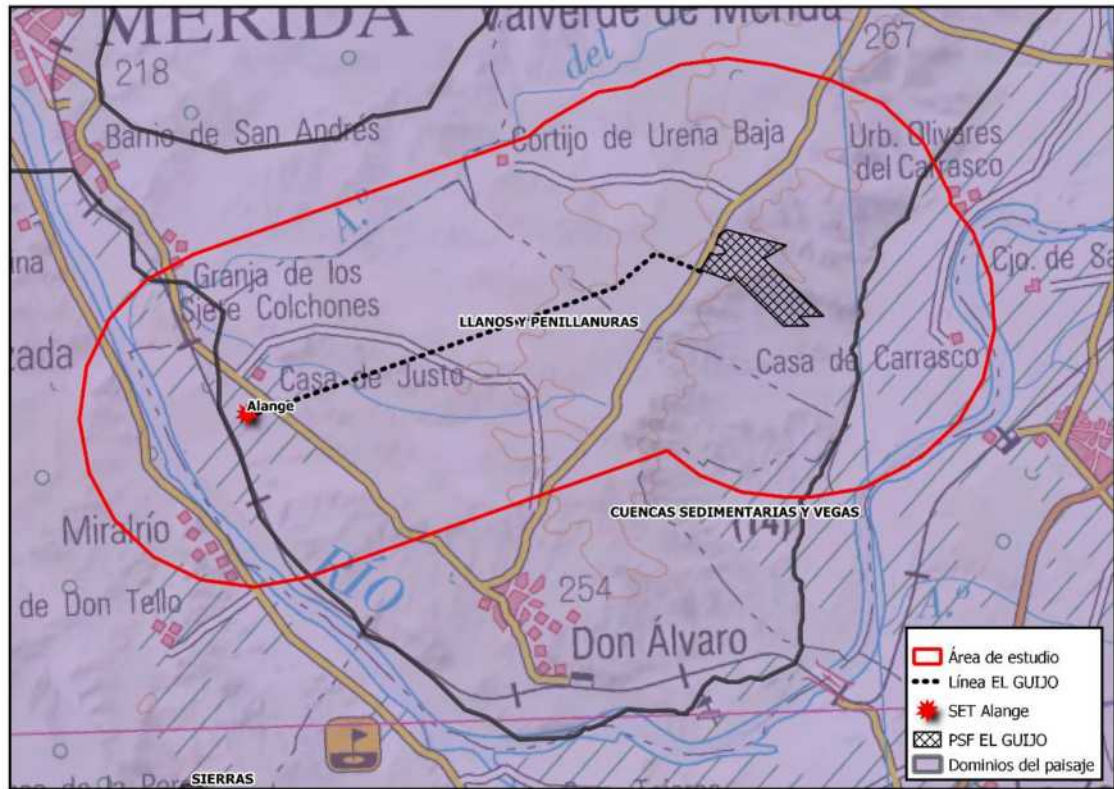 MÉRIDA
Valverde de Mérida
218
del
267
Barrio de San Andrés
Cortijo de Ureña Baja
Urb. Olivares
del Carrasco
A.º
Granja de los
Siete Colchones
Cjo. de Sa
LLANOS Y PENILLANURAS
zada
Casa de Justo
Casa de Carrasco
Alange
CUENCAS SEDIMENTARIAS Y VEGAS
Miralrío
RÍO
254
A.º
de Don Tello
Don Álvaro
SIERRAS
Área de estudio
Línea EL GUIJO
SET Alange
PSF EL GUIJO
Dominios del paisaje